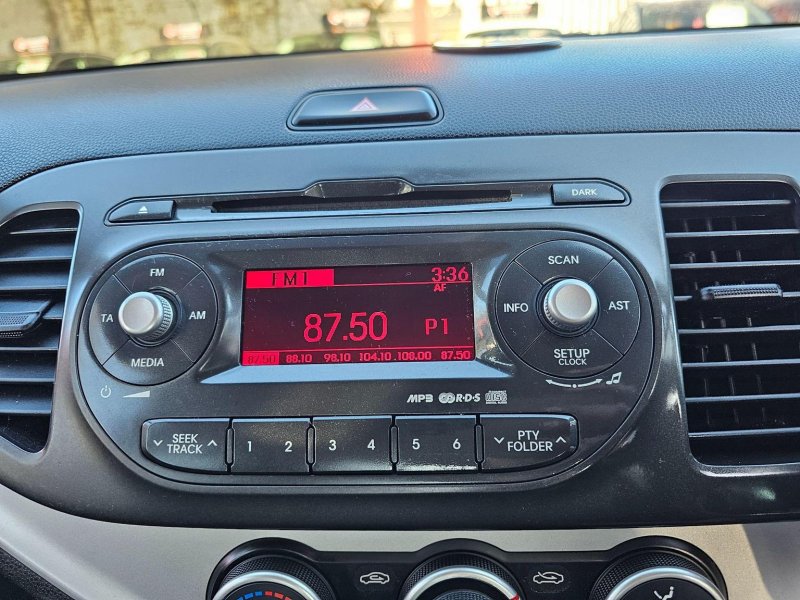 DARK
FM
TA
AM
MEDIA
FM1 3:36
AF
87.50 P1
87.50 88.10 98.10 104.10 108.00 87.50
SCAN
INFO
AST
SETUP
CLOCK
MP3 R·D·S
SEEK
TRACK
1 2
3 4
5 6
PTY
FOLDER